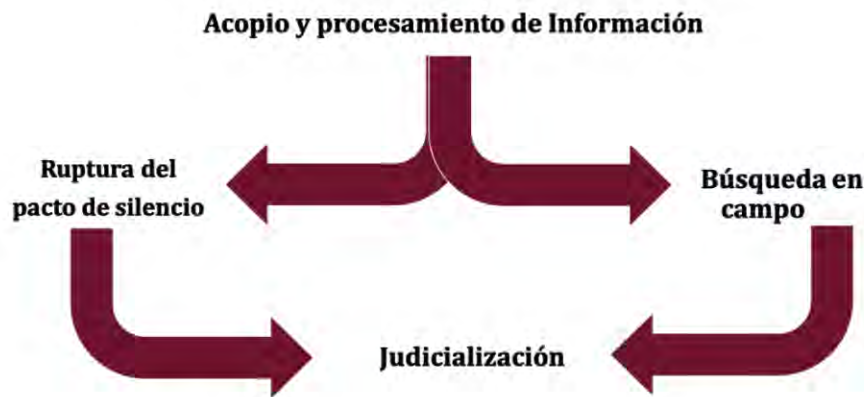 Acopio y procesamiento de Información
Ruptura del
pacto de silencio
Búsqueda en
campo
Judicialización